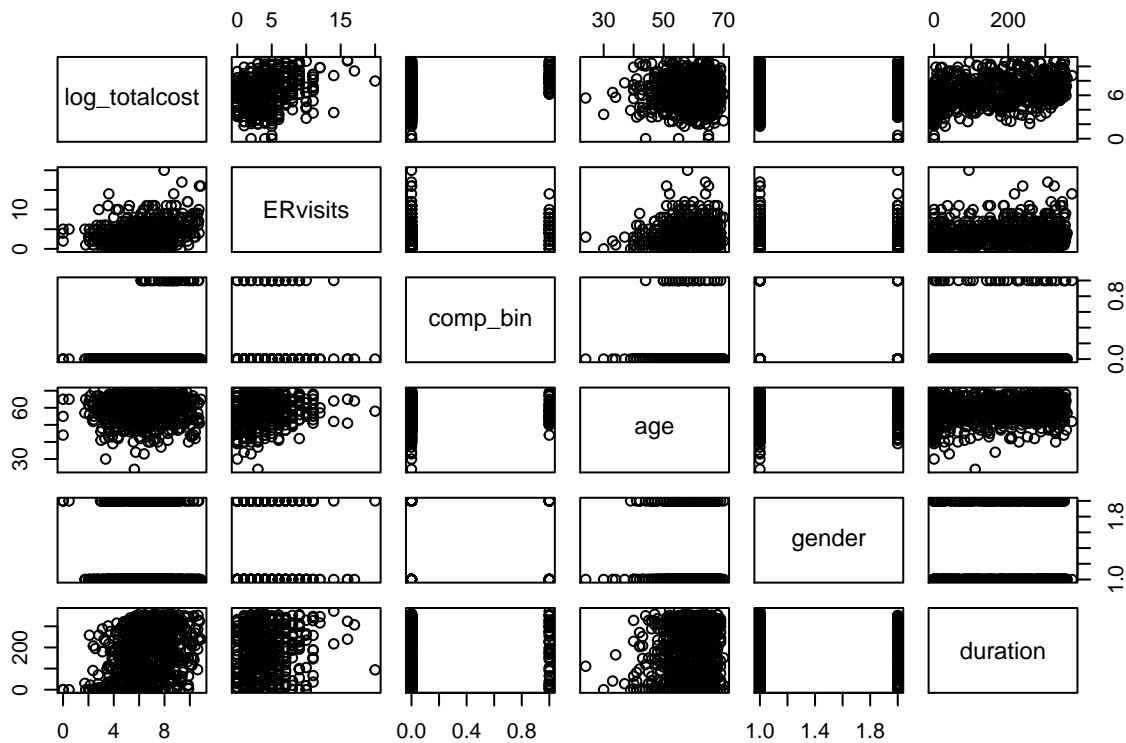 0 5 15 30 50 70 0 200
log_totalcost 0 6
0 10 ERvisits
comp_bin 0.0 0.8
30 60 age
gender 1.0 1.8
0 200 duration
0 4 8 0.0 0.4 0.8 1.0 1.4 1.8